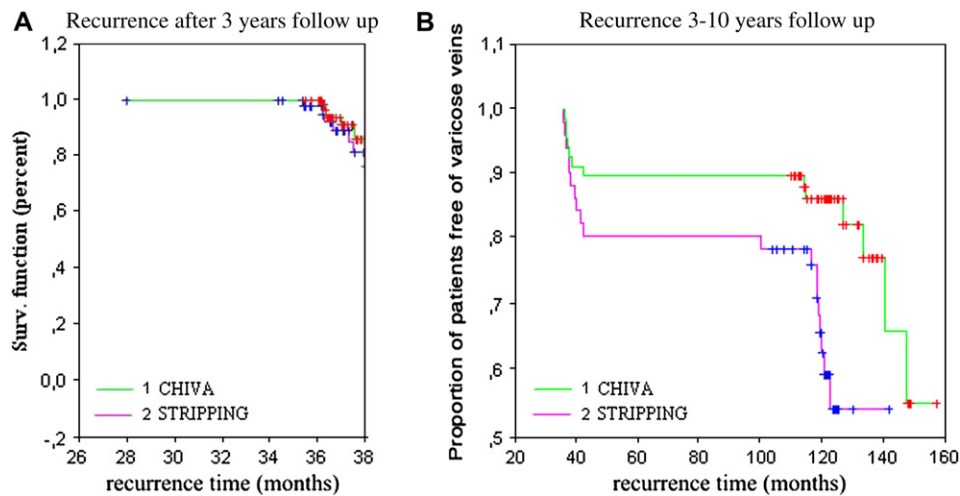 A Recurrence after 3 years follow up
Surv. function (percent)
1,2
1,0
,8
,6
,4
,2
0,0
-,2
26 28 30 32 34 36 38
recurrence time (months)
1 CHIVA
2 STRIPPING
B Recurrence 3-10 years follow up
Proportion of patients free of varicose veins
1,1
1,0
,9
,8
,7
,6
,5
20 40 60 80 100 120 140 160
recurrence time (months)
1 CHIVA
2 STRIPPING